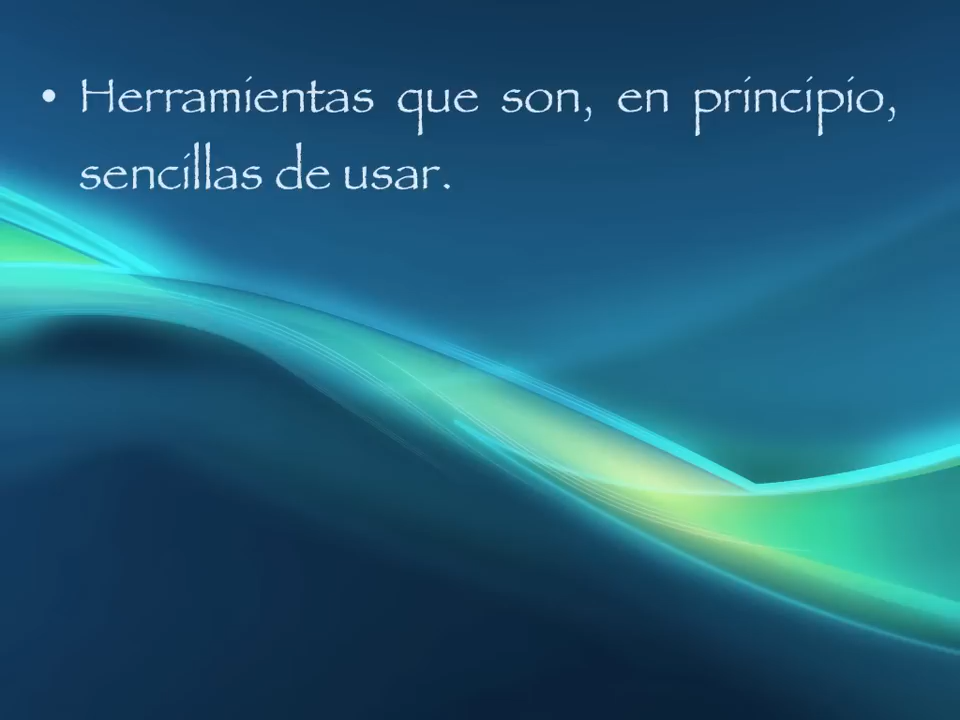 • Herramientas que son, en principio,
sencillas de usar.